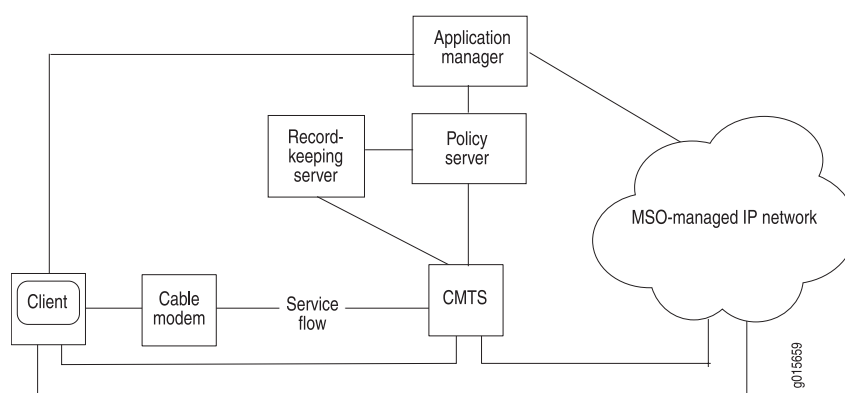 Application
manager
Record-
keeping
server
Policy
server
MSO-managed IP network
Client
Cable
modem
Service
flow
CMTS
g015659